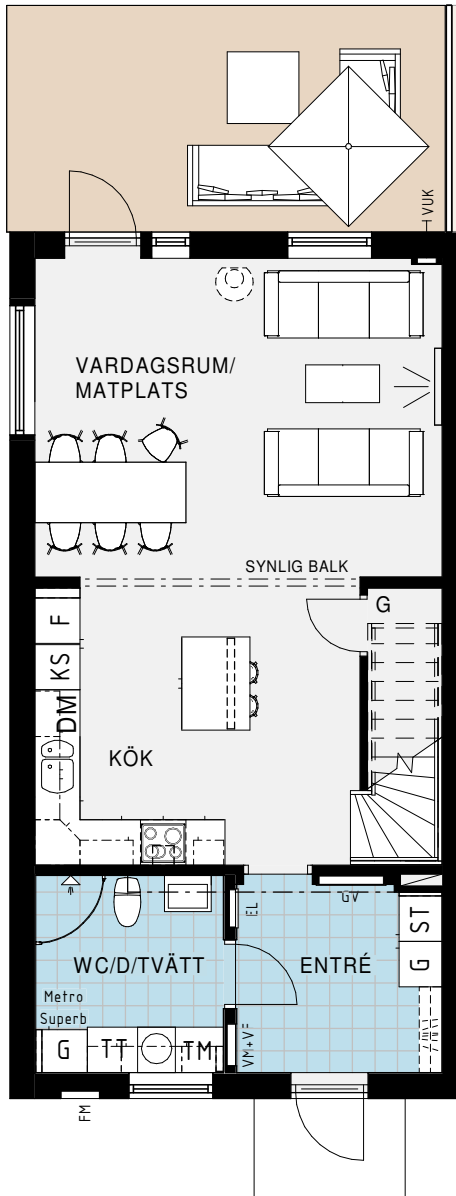 VUK
VARDAGSRUM/
MATPLATS
SYNLIG BALK
G
F
KS
DM
KÖK
GV
EL
ST
WC/D/TVÄTT
ENTRÉ
G
Metro
Superb
VM+VF
G
TT
TM
FM